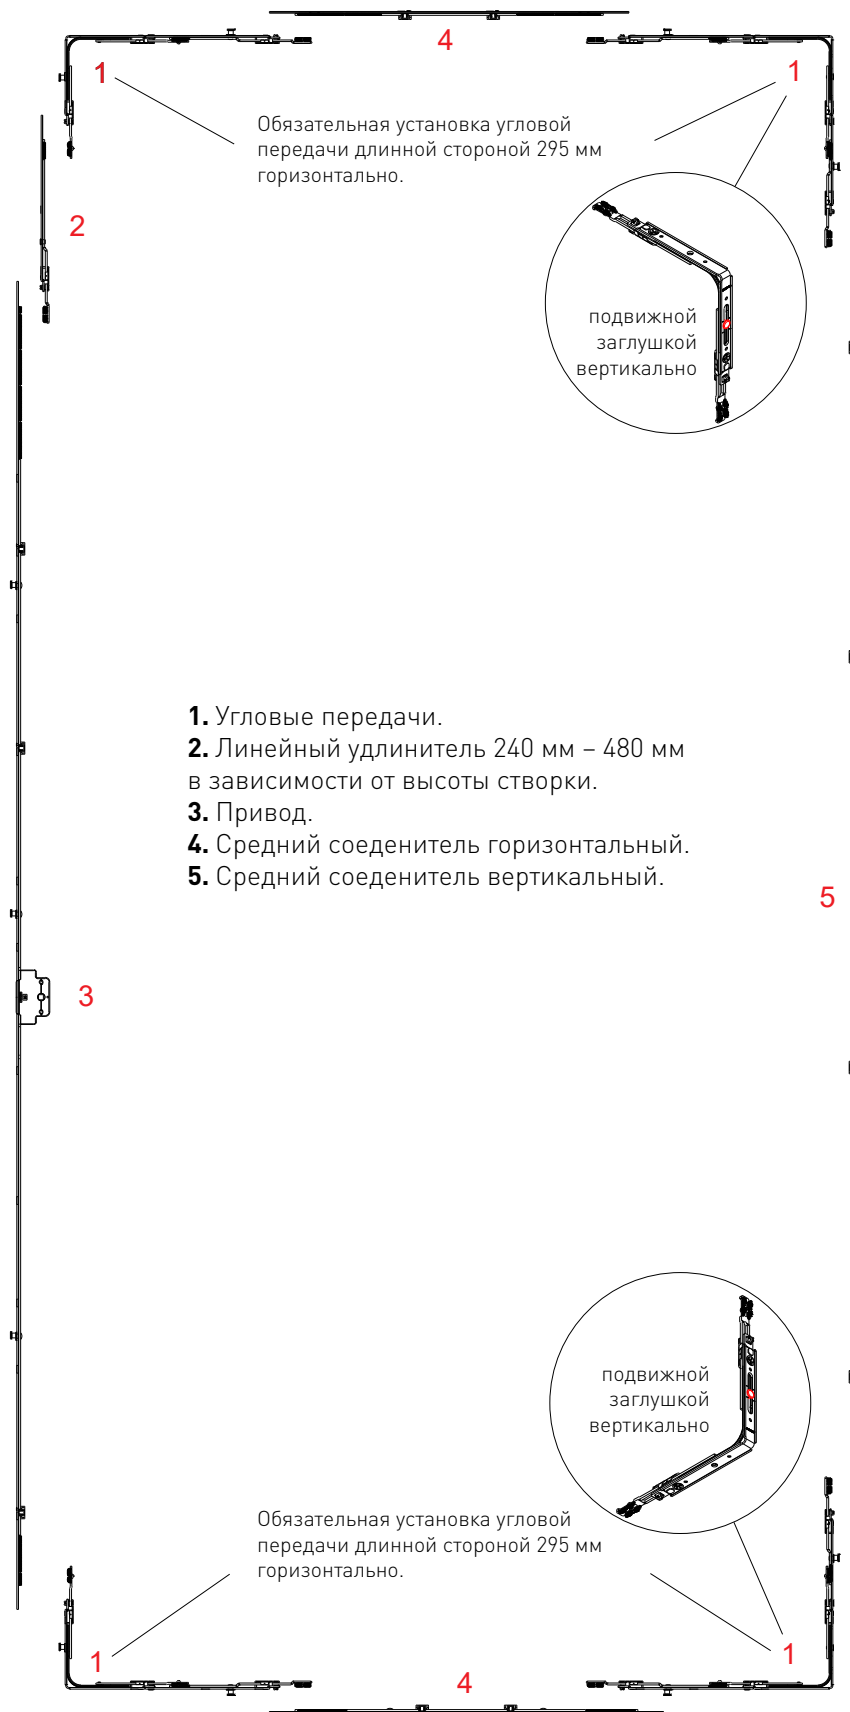 4
1
1
Обязательная установка угловой
передачи длинной стороной 295 мм
горизонтально.
2
подвижной
заглушкой
вертикально
1. Угловые передачи.
2. Линейный удлинитель 240 мм – 480 мм
в зависимости от высоты створки.
3. Привод.
4. Средний соеденитель горизонтальный.
5. Средний соеденитель вертикальный.
5
3
подвижной
заглушкой
вертикально
Обязательная установка угловой
передачи длинной стороной 295 мм
горизонтально.
1
1
4